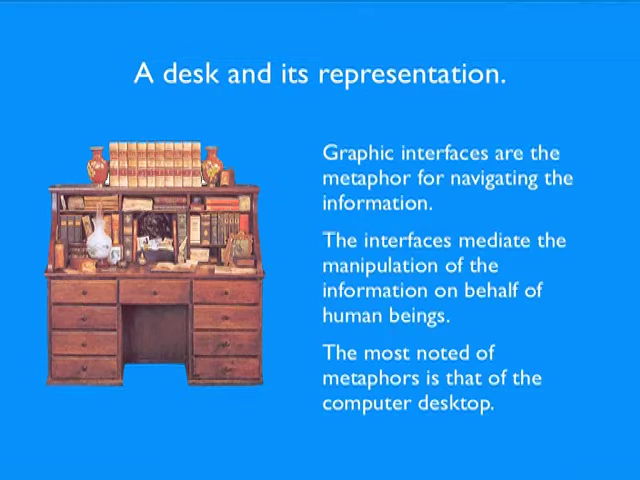 A desk and its representation.
Graphic interfaces are the
metaphor for navigating the
information.
The interfaces mediate the
manipulation of the
information on behalf of
human beings.
The most noted of
metaphors is that of the
computer desktop.